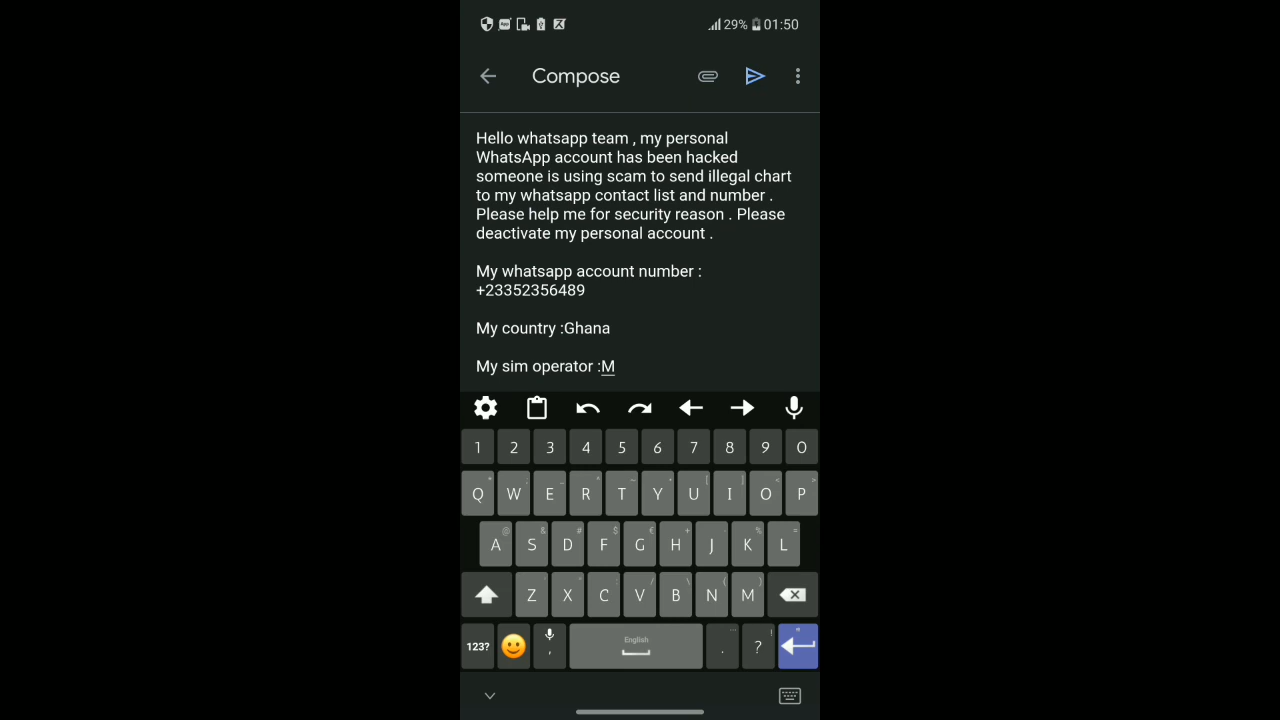 29% 01:50
Compose
Hello whatsapp team , my personal
WhatsApp account has been hacked
someone is using scam to send illegal chart
to my whatsapp contact list and number .
Please help me for security reason . Please
deactivate my personal account .
My whatsapp account number :
+23352356489
My country :Ghana
My sim operator :M
1 2 3 4 5 6 7 8 9 0
Q W E R T Y U I O P
A S D F G H J K L
Z X C V B N M
123? , English . ?